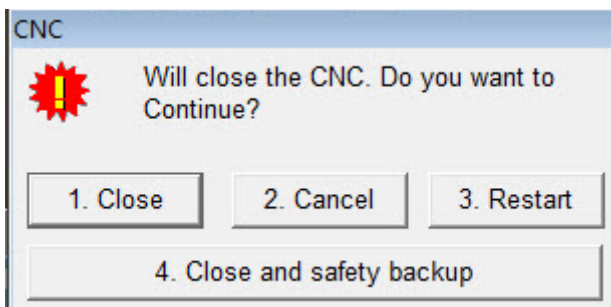 CNC
Will close the CNC. Do you want to
Continue?
1. Close
2. Cancel
3. Restart
4. Close and safety backup